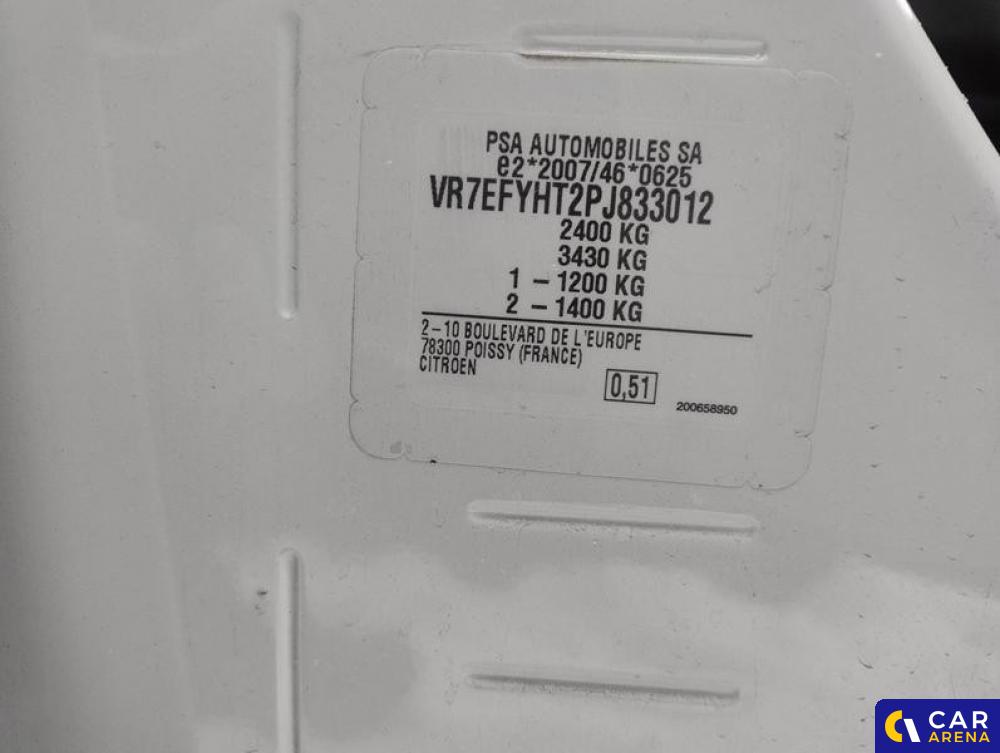 PSA AUTOMOBILES SA
e2*2007/46*0625
VR7EFYHT2PJ833012
2400 KG
3430 KG
1 – 1200 KG
2 – 1400 KG
2–10 BOULEVARD DE L'EUROPE
78300 POISSY (FRANCE)
CITROEN
0,51
200658950
CAR
ARENA